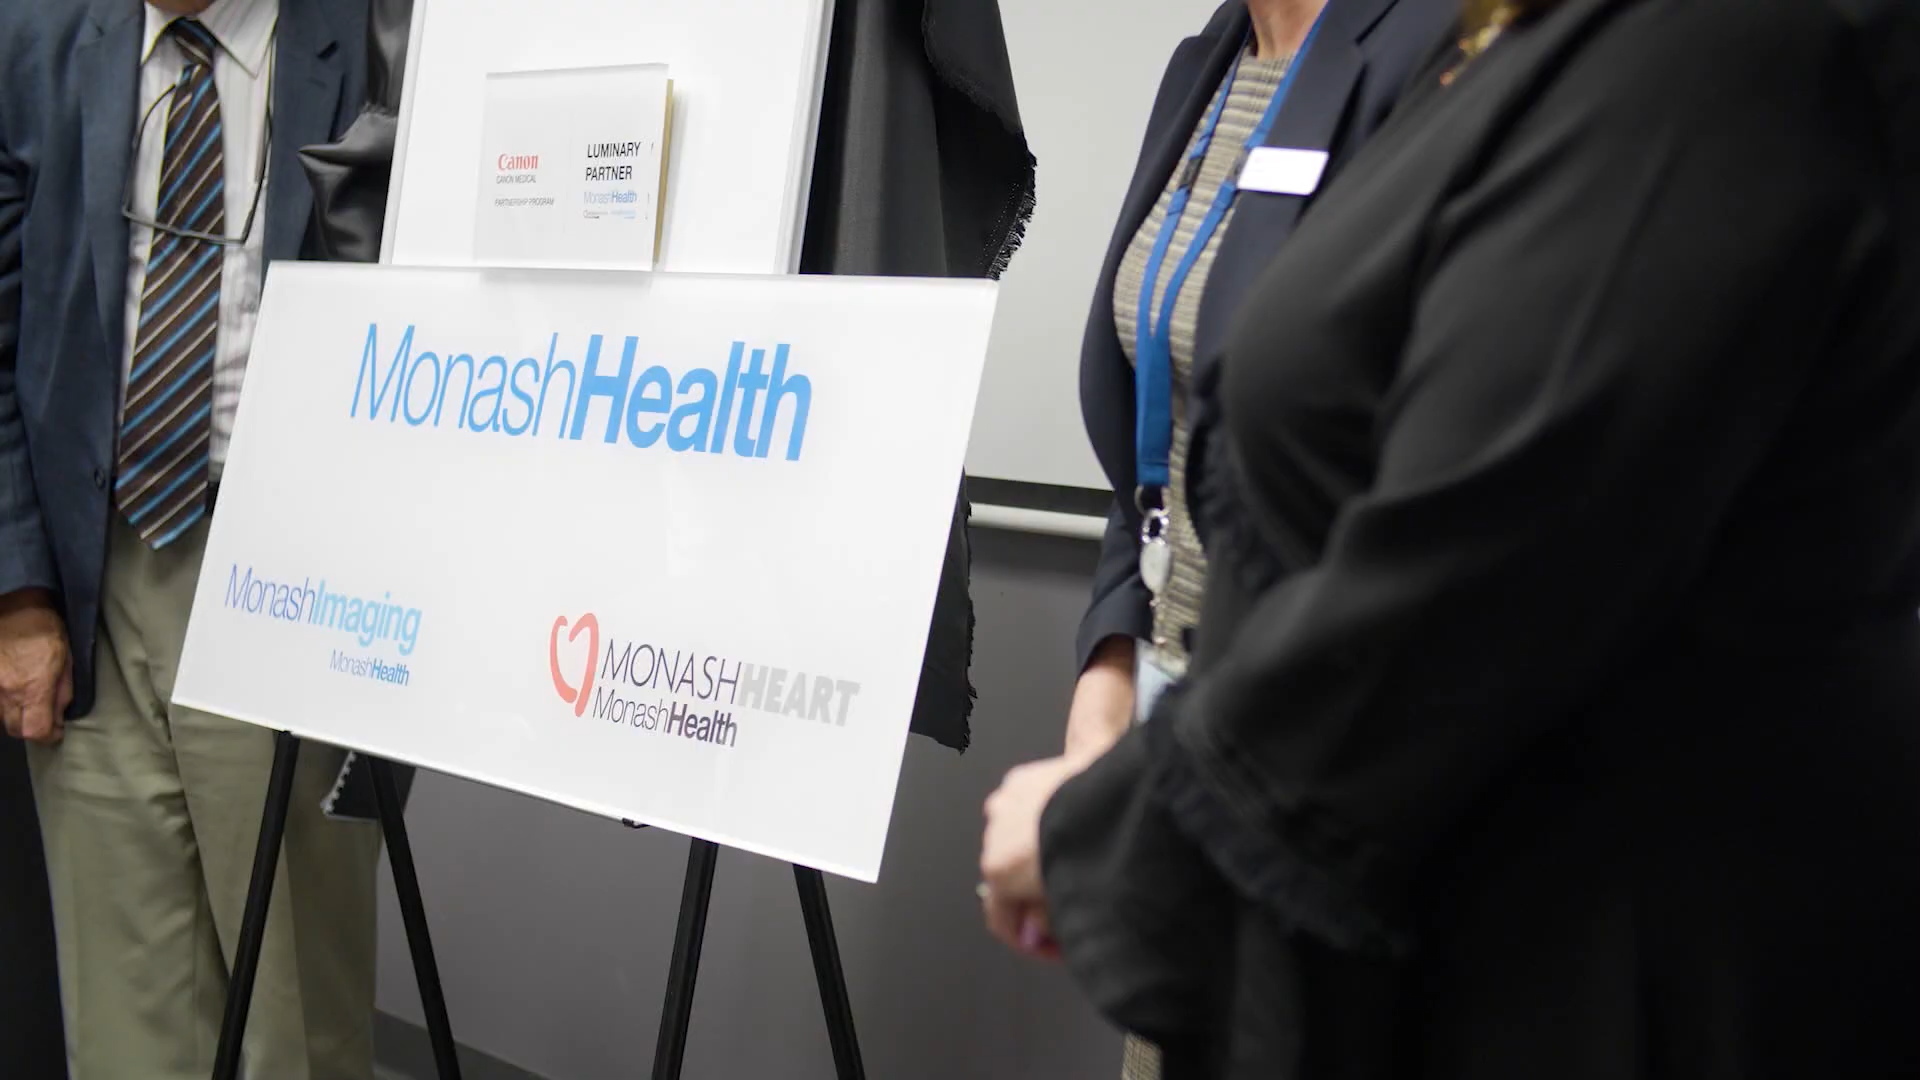 Canon
CANON MEDICAL
PARTNERSHIP PROGRAM
LUMINARY
PARTNER
MonashHealth
MonashHealth
MonashImaging
MonashHealth
MONASHHEART
MonashHealth